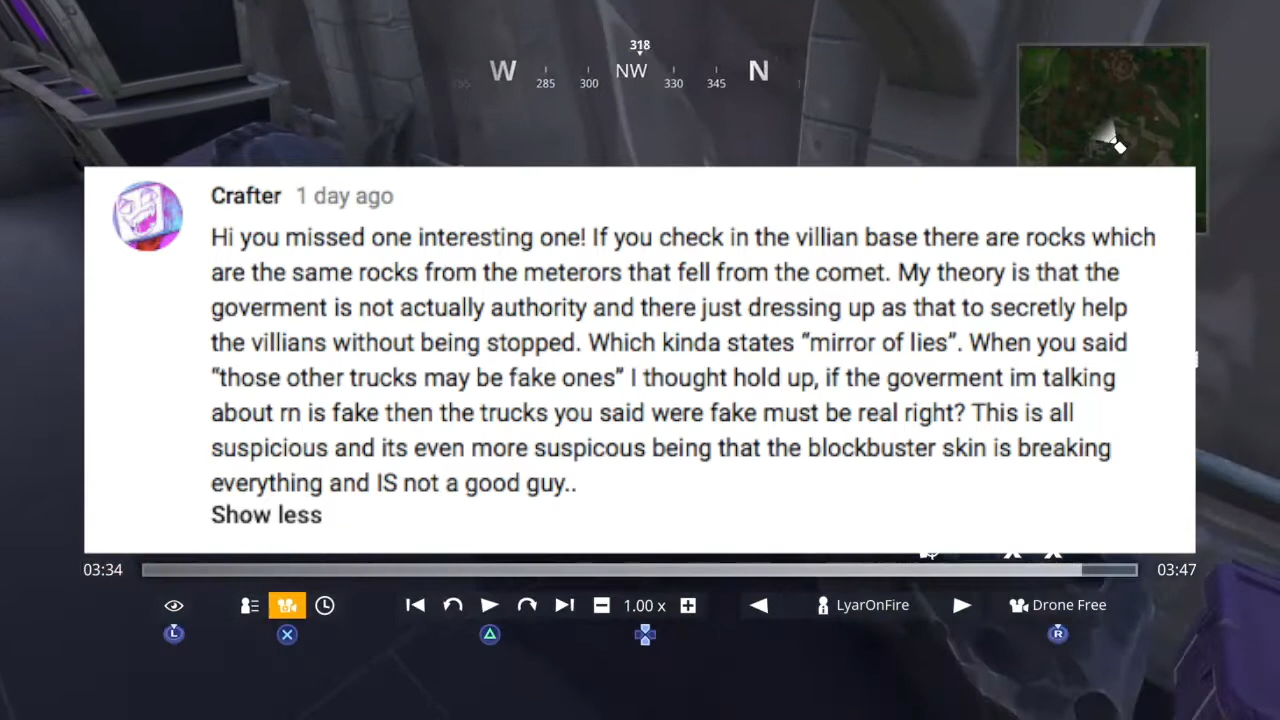 318
W NW N
285 300 330 345
Crafter 1 day ago
Hi you missed one interesting one! If you check in the villian base there are rocks which
are the same rocks from the meterors that fell from the comet. My theory is that the
goverment is not actually authority and there just dressing up as that to secretly help
the villians without being stopped. Which kinda states “mirror of lies”. When you said
“those other trucks may be fake ones” I thought hold up, if the goverment im talking
about rn is fake then the trucks you said were fake must be real right? This is all
suspicious and its even more suspicous being that the blockbuster skin is breaking
everything and IS not a good guy..
Show less
03:34 03:47
1.00 x LyarOnFire Drone Free
L R